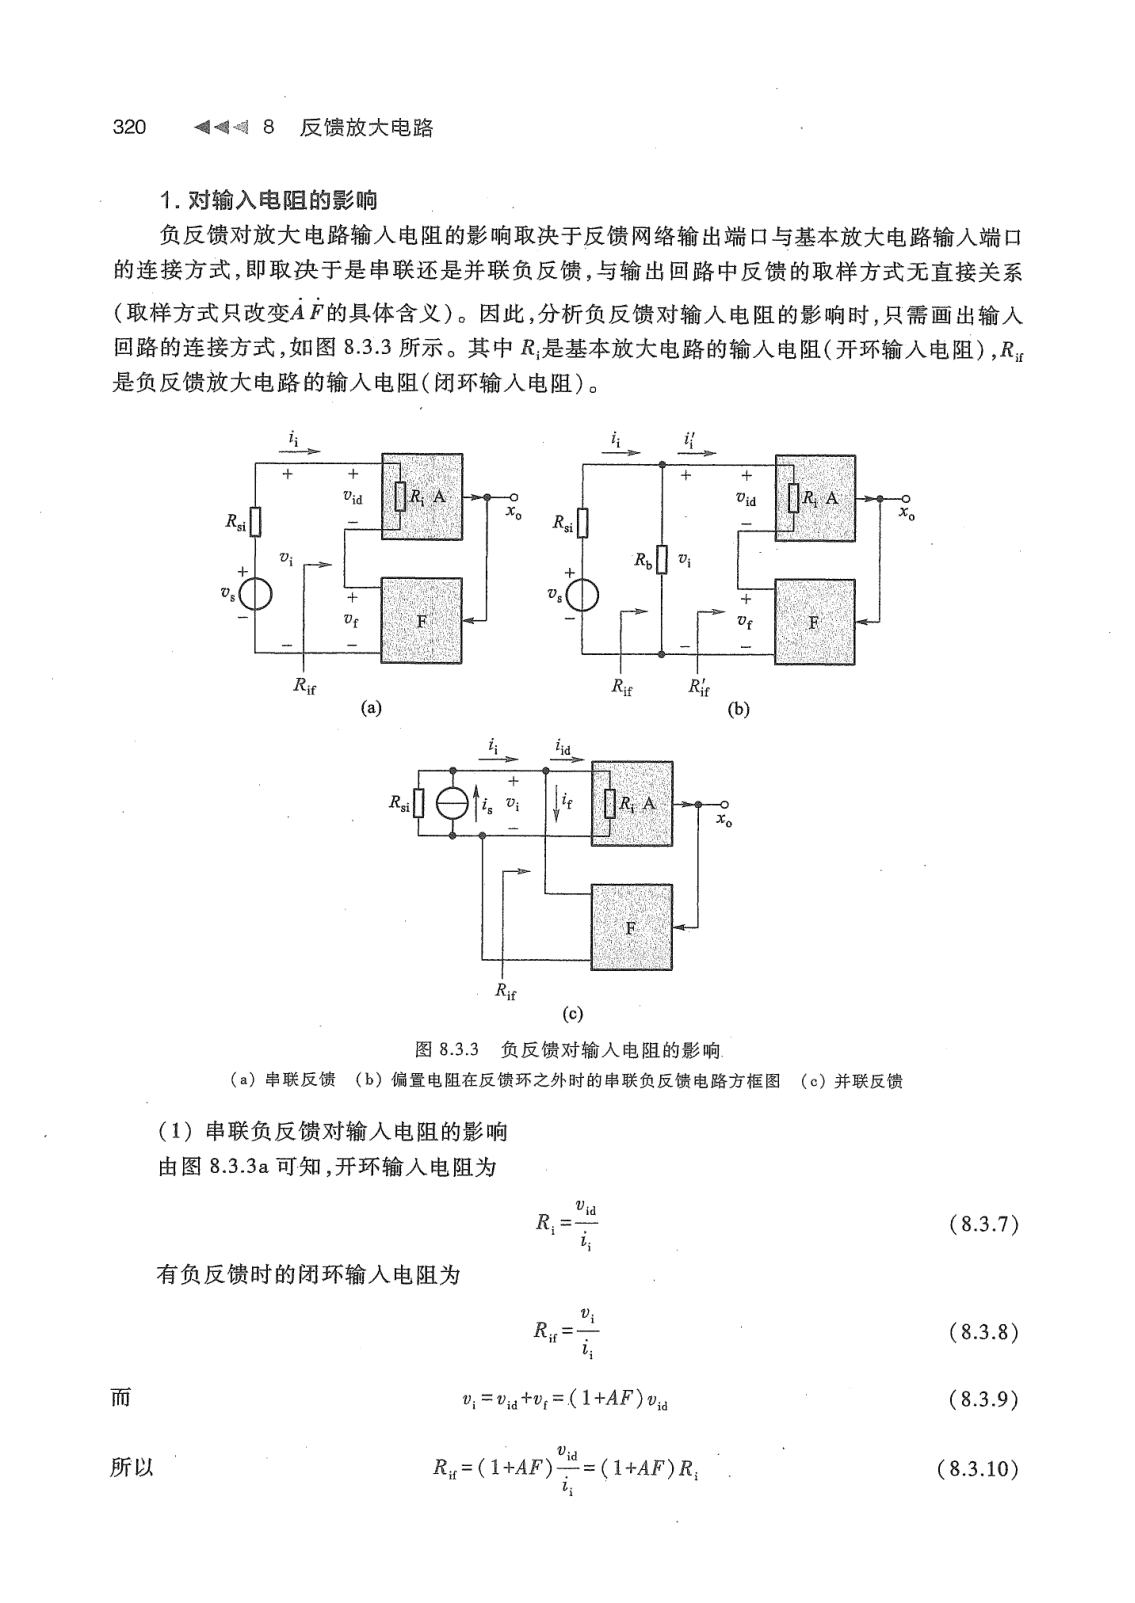 320 8 反馈放大电路
1. 对输入电阻的影响
负反馈对放大电路输入电阻的影响取决于反馈网络输出端口与基本放大电路输入端口
的连接方式,即取决于是串联还是并联负反馈,与输出回路中反馈的取样方式无直接关系
(取样方式只改变Ȧ Ḟ的具体含义)。因此,分析负反馈对输入电阻的影响时,只需画出输入
回路的连接方式,如图 8.3.3 所示。其中 Ri是基本放大电路的输入电阻(开环输入电阻),Rif
是负反馈放大电路的输入电阻(闭环输入电阻)。
ii
+ +
vid
Ri A
xo
−
Rsi
vi
+
vs
−
+
vf
F
− −
Rif
(a)
ii i′i
+ +
vid
Ri A
xo
−
Rsi
Rb vi
+
vs
−
+
vf
F
− −
Rif R′if
(b)
ii iid
+
Rsi is vi if Ri A
xo
−
F
Rif
(c)
图 8.3.3 负反馈对输入电阻的影响
(a) 串联反馈 (b) 偏置电阻在反馈环之外时的串联负反馈电路方框图 (c) 并联反馈
(1) 串联负反馈对输入电阻的影响
由图 8.3.3a 可知,开环输入电阻为
Ri = vid/ii (8.3.7)
有负反馈时的闭环输入电阻为
Rif = vi/ii (8.3.8)
而 vi = vid+vf = (1+AF)vid (8.3.9)
所以 Rif = (1+AF) vid/ii = (1+AF)Ri (8.3.10)